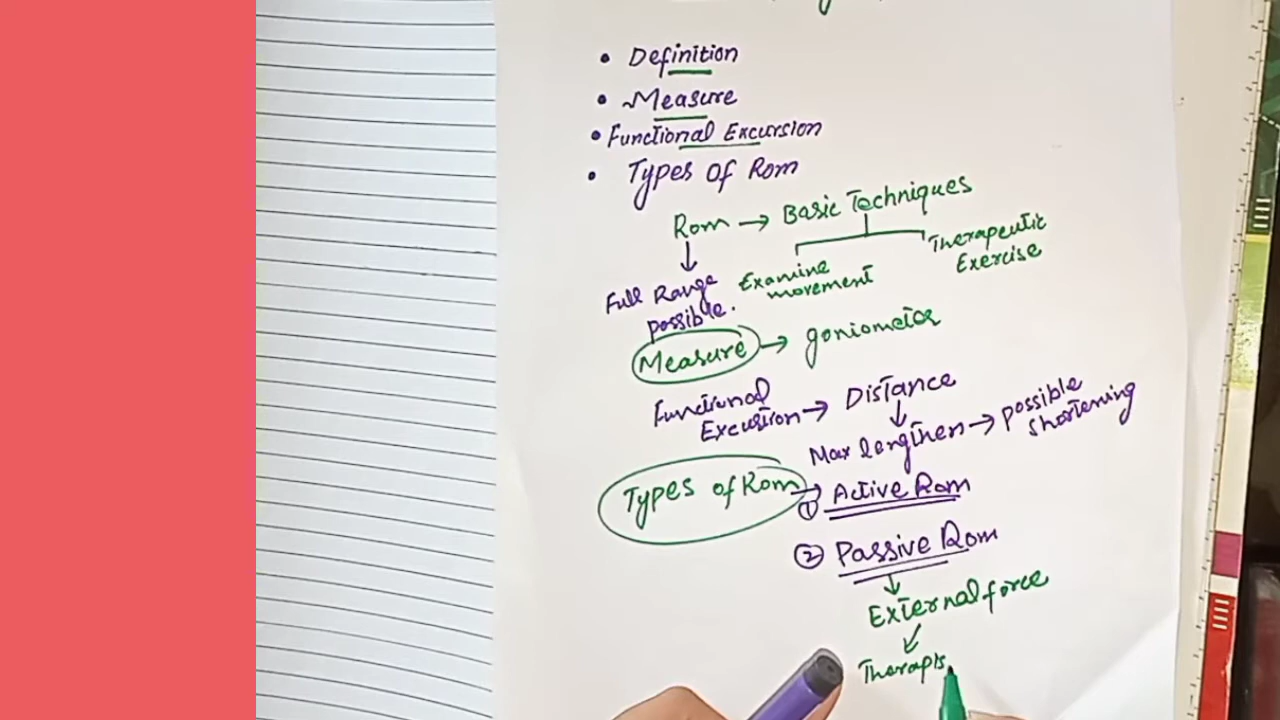 • Definition
• Measure
• Functional Excursion
• Types Of Rom
Rom → Basic Techniques
Examine movement
Therapeutic Exercise
Full Range possible.
Measure → goniometer
Functional Excursion → Distance
Max lengthen → possible shortening
Types of Rom →
① Active Rom
② Passive Rom
External force
Therapis